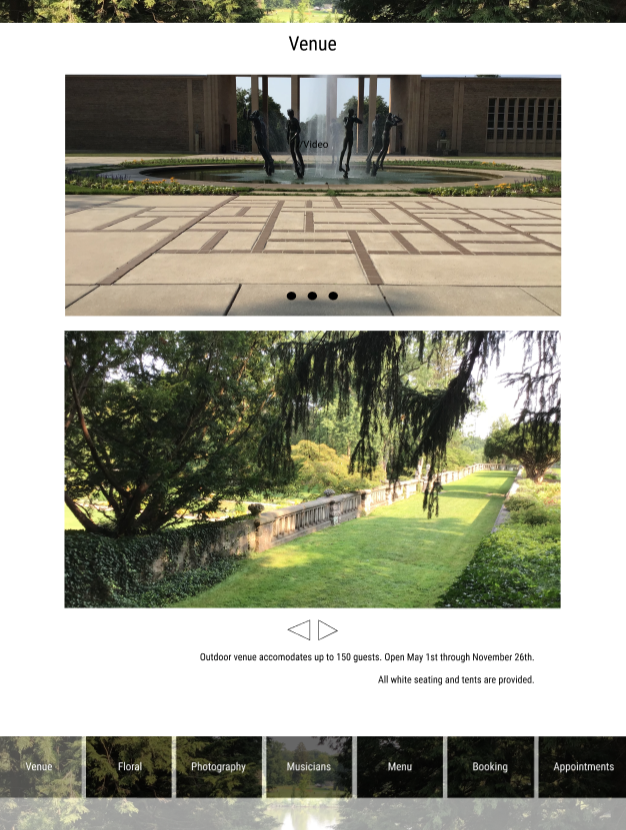 Venue
/Video
Outdoor venue accomodates up to 150 guests. Open May 1st through November 26th.
All white seating and tents are provided.
Venue Floral Photography Musicians Menu Booking Appointments